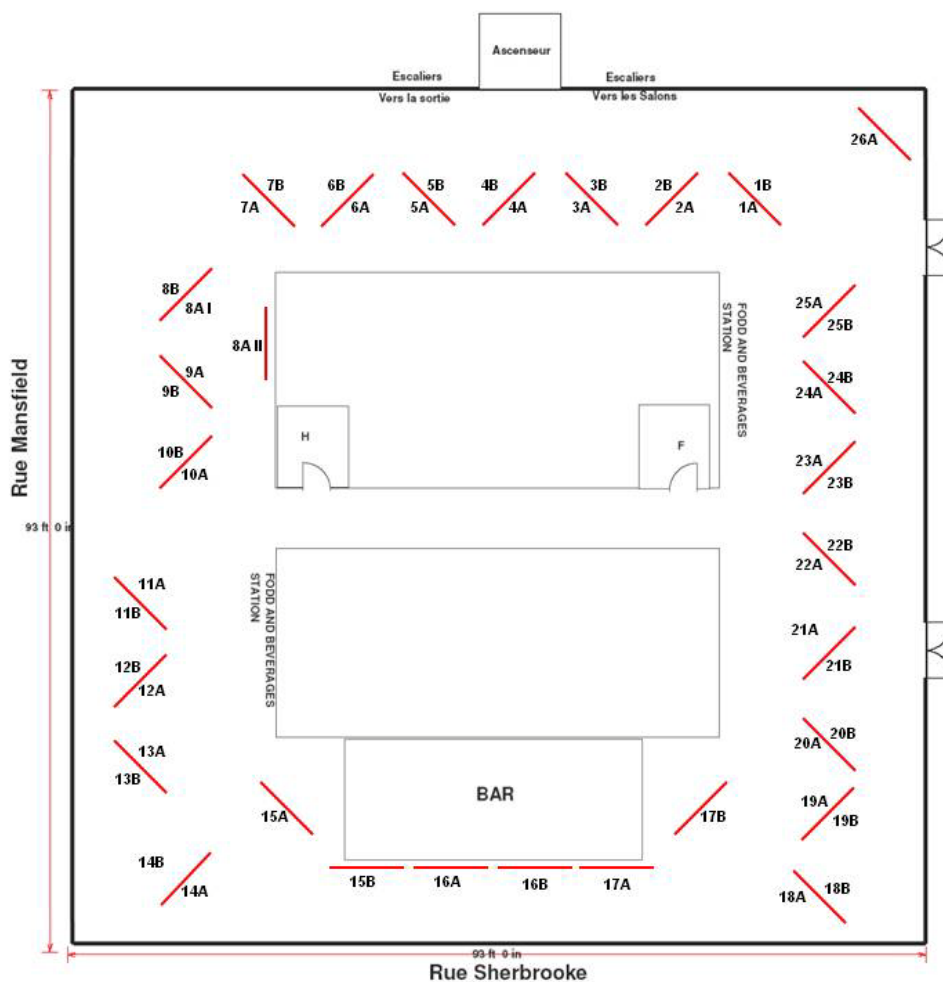 Ascenseur
Escaliers
Vers la sortie
Escaliers
Vers les Salons
26A
7B
7A
6B
6A
5B
5A
4B
4A
3B
3A
2B
2A
1B
1A
8B
8A I
8A II
9A
9B
10B
10A
FODD AND BEVERAGES
STATION
H
F
25A
25B
24B
24A
23A
23B
22B
22A
21A
21B
20B
20A
19A
19B
18B
18A
Rue Mansfield
93 ft 0 in
11A
11B
12B
12A
13A
13B
14B
14A
FODD AND BEVERAGES
STATION
BAR
15A
15B
16A
16B
17A
17B
93 ft 0 in
Rue Sherbrooke